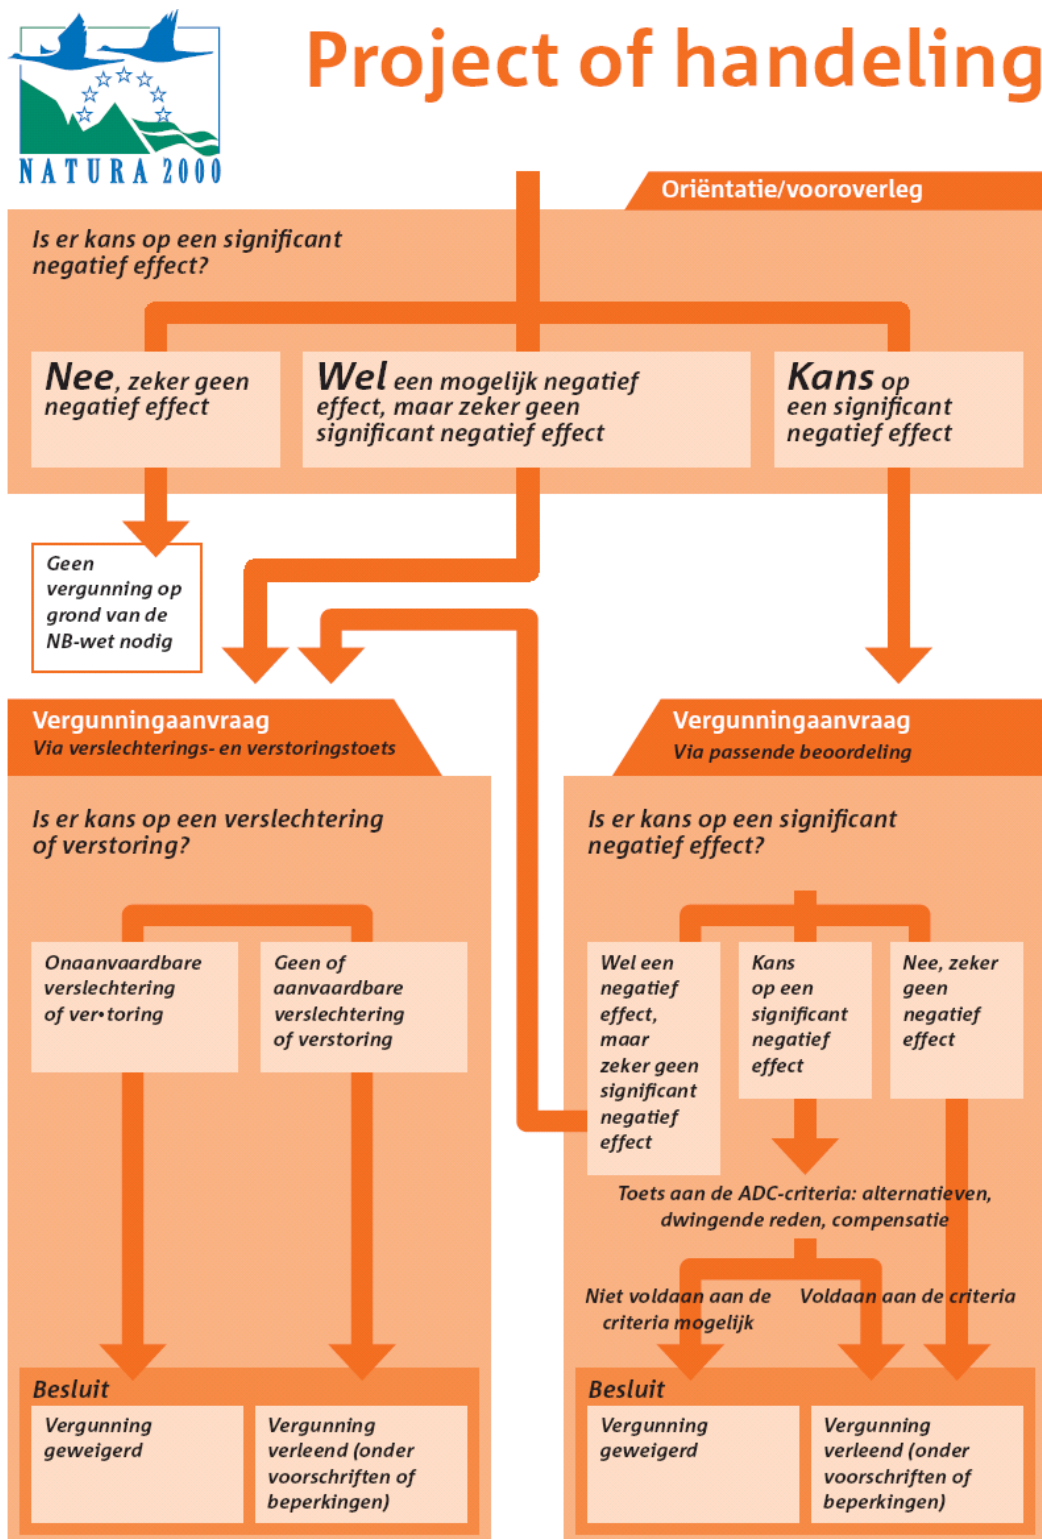 Project of handeling
NATURA 2000
Oriëntatie/vooroverleg
Is er kans op een significant
negatief effect?
Nee, zeker geen
negatief effect
Wel een mogelijk negatief
effect, maar zeker geen
significant negatief effect
Kans op
een significant
negatief effect
Geen
vergunning op
grond van de
NB-wet nodig
Vergunningaanvraag
Via verslechterings- en verstoringstoets
Is er kans op een verslechtering
of verstoring?
Onaanvaardbare
verslechtering
of ver•toring
Geen of
aanvaardbare
verslechtering
of verstoring
Besluit
Vergunning
geweigerd
Vergunning
verleend (onder
voorschriften of
beperkingen)
Vergunningaanvraag
Via passende beoordeling
Is er kans op een significant
negatief effect?
Wel een
negatief
effect,
maar
zeker geen
significant
negatief
effect
Kans
op een
significant
negatief
effect
Nee, zeker
geen
negatief
effect
Toets aan de ADC-criteria: alternatieven,
dwingende reden, compensatie
Niet voldaan aan de
criteria mogelijk
Voldaan aan de criteria
Besluit
Vergunning
geweigerd
Vergunning
verleend (onder
voorschriften of
beperkingen)